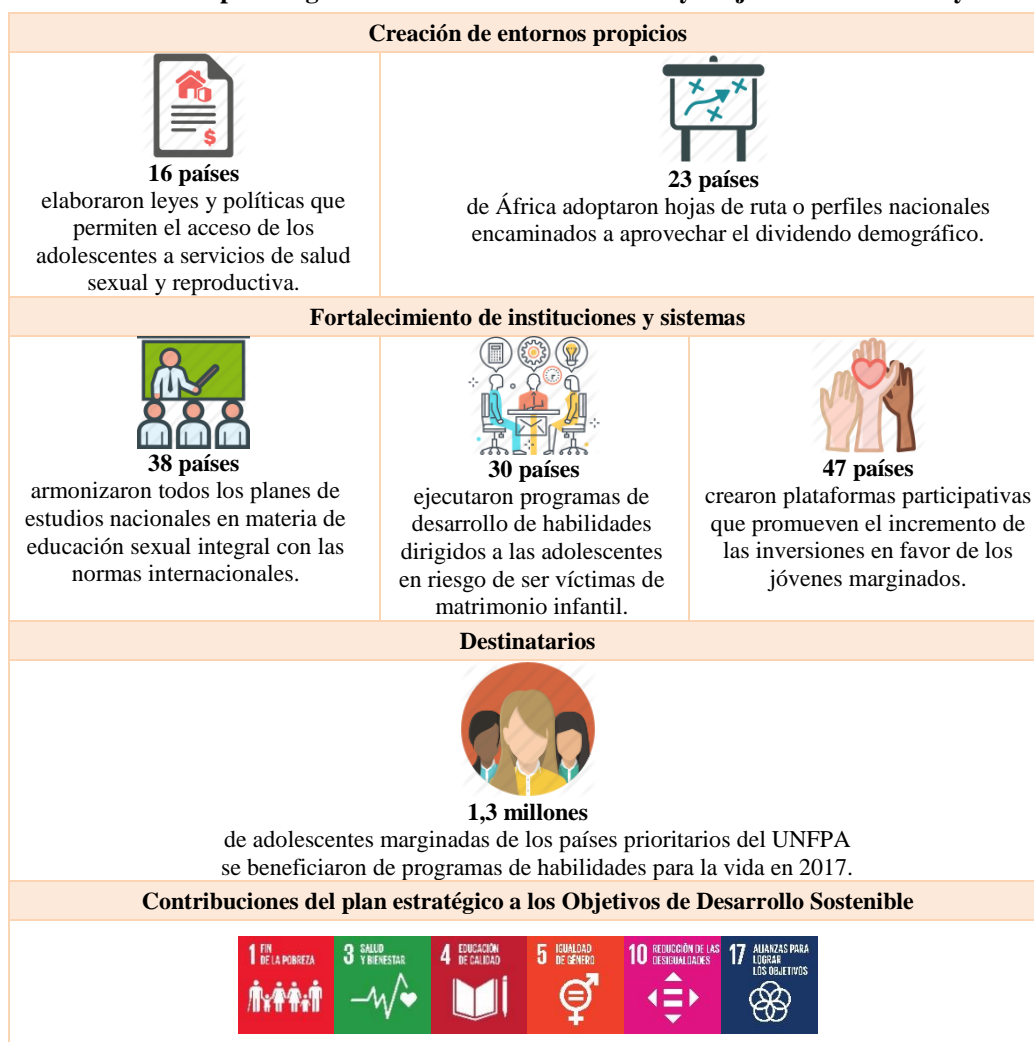 Creación de entornos propicios
16 países
elaboraron leyes y políticas que
permiten el acceso de los
adolescentes a servicios de salud
sexual y reproductiva.
23 países
de África adoptaron hojas de ruta o perfiles nacionales
encaminados a aprovechar el dividendo demográfico.
Fortalecimiento de instituciones y sistemas
38 países
armonizaron todos los planes de
estudios nacionales en materia de
educación sexual integral con las
normas internacionales.
30 países
ejecutaron programas de
desarrollo de habilidades
dirigidos a las adolescentes
en riesgo de ser víctimas de
matrimonio infantil.
47 países
crearon plataformas participativas
que promueven el incremento de
las inversiones en favor de los
jóvenes marginados.
Destinatarios
1,3 millones
de adolescentes marginadas de los países prioritarios del UNFPA
se beneficiaron de programas de habilidades para la vida en 2017.
Contribuciones del plan estratégico a los Objetivos de Desarrollo Sostenible
1 FIN
DE LA POBREZA
3 SALUD
Y BIENESTAR
4 EDUCACIÓN
DE CALIDAD
5 IGUALDAD
DE GÉNERO
10 REDUCCIÓN DE LAS
DESIGUALDADES
17 ALIANZAS PARA
LOGRAR
LOS OBJETIVOS